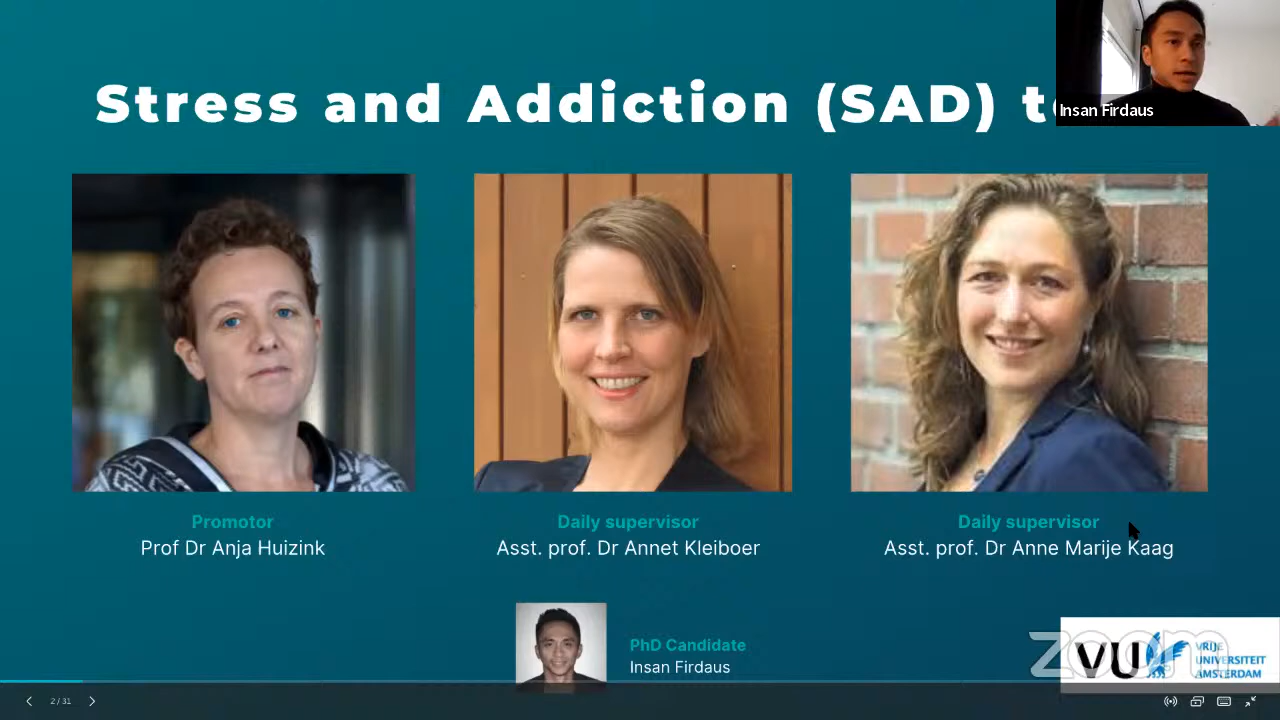 Stress and Addiction (SAD)
Insan Firdaus
Promotor
Prof Dr Anja Huizink
Daily supervisor
Asst. prof. Dr Annet Kleiboer
Daily supervisor
Asst. prof. Dr Anne Marije Kaag
PhD Candidate
Insan Firdaus
zoom
VU
VRIJE
UNIVERSITEIT
AMSTERDAM
2 / 31